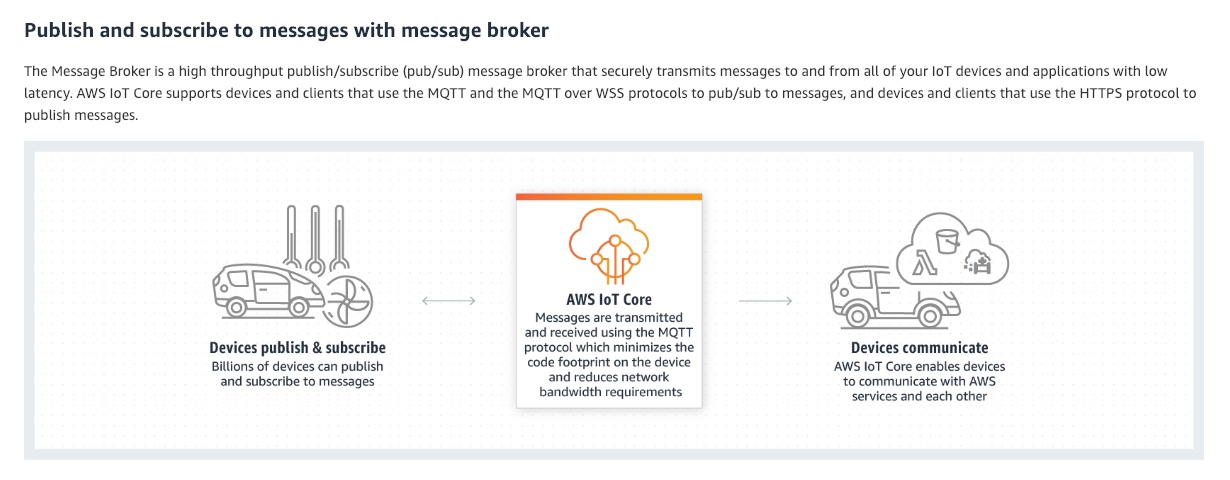 Publish and subscribe to messages with message broker
The Message Broker is a high throughput publish/subscribe (pub/sub) message broker that securely transmits messages to and from all of your IoT devices and applications with low
latency. AWS IoT Core supports devices and clients that use the MQTT and the MQTT over WSS protocols to pub/sub to messages, and devices and clients that use the HTTPS protocol to
publish messages.
Devices publish & subscribe
Billions of devices can publish
and subscribe to messages
AWS IoT Core
Messages are transmitted
and received using the MQTT
protocol which minimizes the
code footprint on the device
and reduces network
bandwidth requirements
Devices communicate
AWS IoT Core enables devices
to communicate with AWS
services and each other